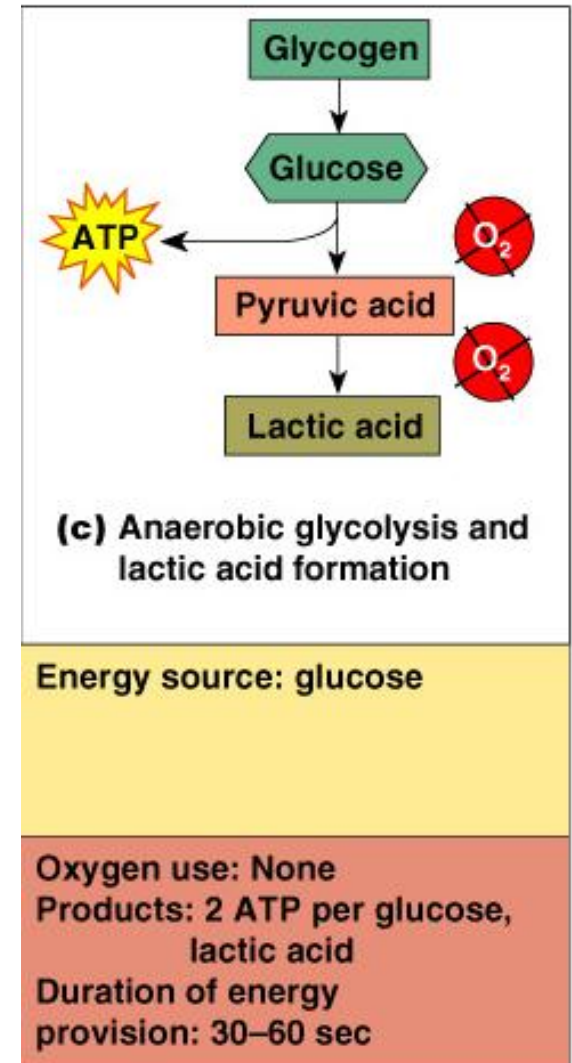 Glycogen
Glucose
ATP
O₂
Pyruvic acid
O₂
Lactic acid
(c) Anaerobic glycolysis and
lactic acid formation
Energy source: glucose
Oxygen use: None
Products: 2 ATP per glucose,
lactic acid
Duration of energy
provision: 30–60 sec